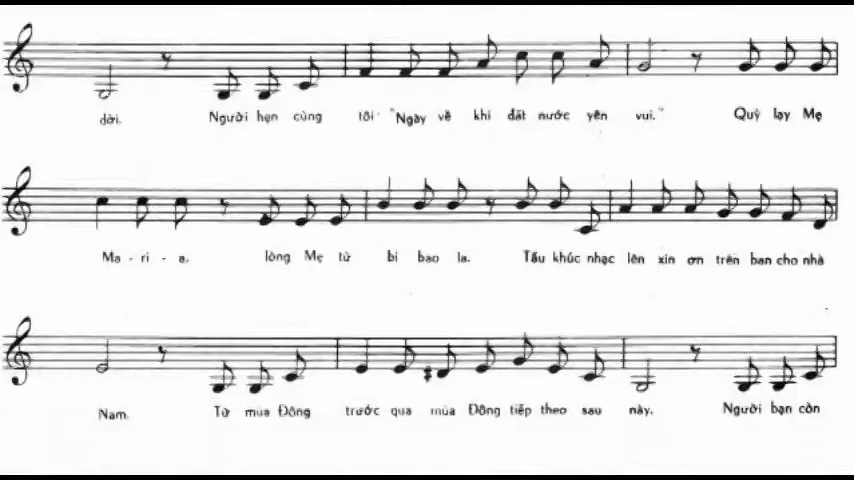 dời. Người hẹn cùng tôi "Ngày về khi đất nước yên vui." Quỳ lạy Mẹ
Ma - ri - a. lòng Mẹ từ bi bao la. Tấu khúc nhạc lên xin ơn trên ban cho nhà
Nam. Từ mùa Đông trước qua mùa Đông tiếp theo sau này. Người bạn còn